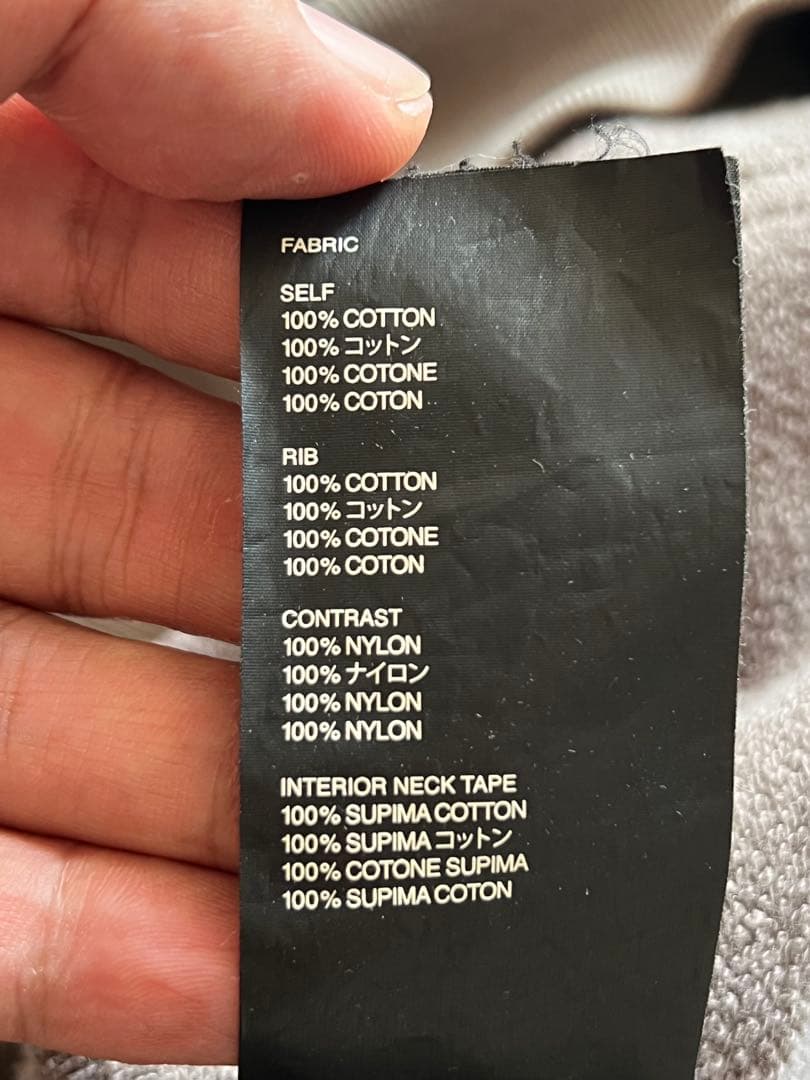 FABRIC
SELF
100% COTTON
100% コットン
100% COTONE
100% COTON
RIB
100% COTTON
100% コットン
100% COTONE
100% COTON
CONTRAST
100% NYLON
100% ナイロン
100% NYLON
100% NYLON
INTERIOR NECK TAPE
100% SUPIMA COTTON
100% SUPIMA コットン
100% COTONE SUPIMA
100% SUPIMA COTON